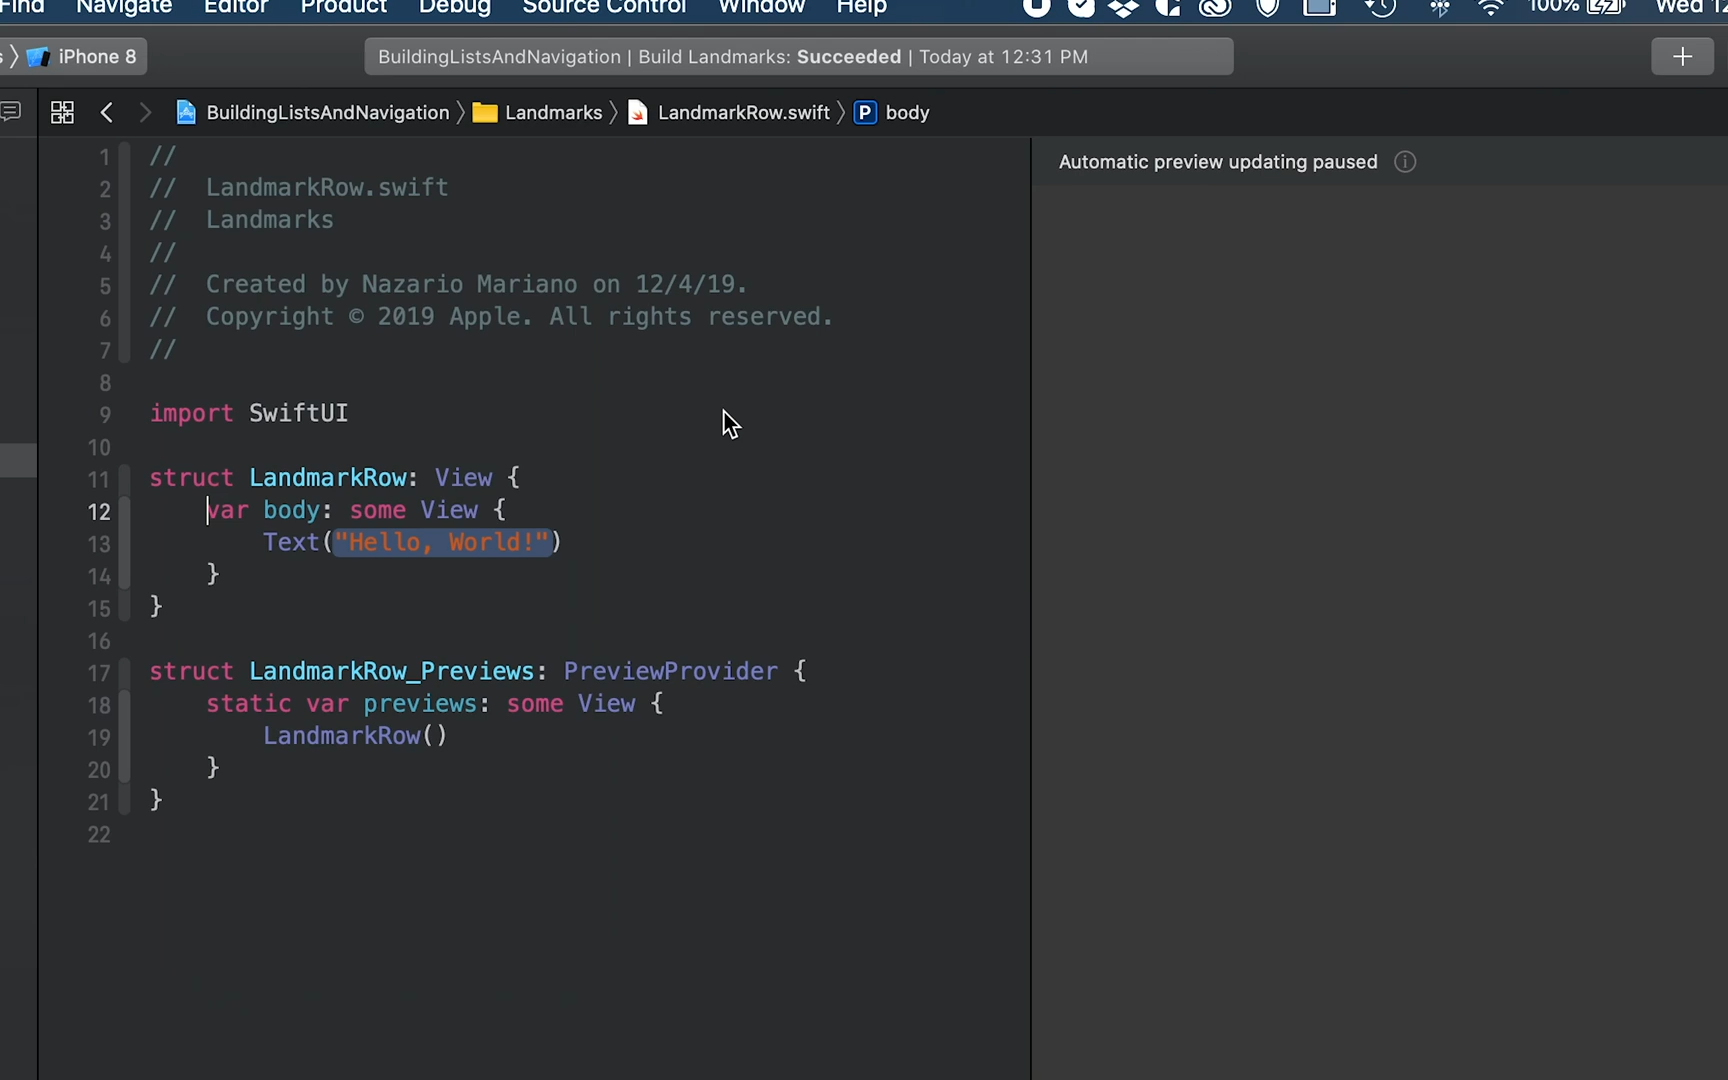 Find Navigate Editor Product Debug Source Control Window Help 100% Wed 12
iPhone 8 BuildingListsAndNavigation | Build Landmarks: Succeeded | Today at 12:31 PM +
BuildingListsAndNavigation Landmarks LandmarkRow.swift P body
Automatic preview updating paused
1 //
2 // LandmarkRow.swift
3 // Landmarks
4 //
5 // Created by Nazario Mariano on 12/4/19.
6 // Copyright © 2019 Apple. All rights reserved.
7 //
8
9 import SwiftUI
10
11 struct LandmarkRow: View {
12 var body: some View {
13 Text("Hello, World!")
14 }
15 }
16
17 struct LandmarkRow_Previews: PreviewProvider {
18 static var previews: some View {
19 LandmarkRow()
20 }
21 }
22